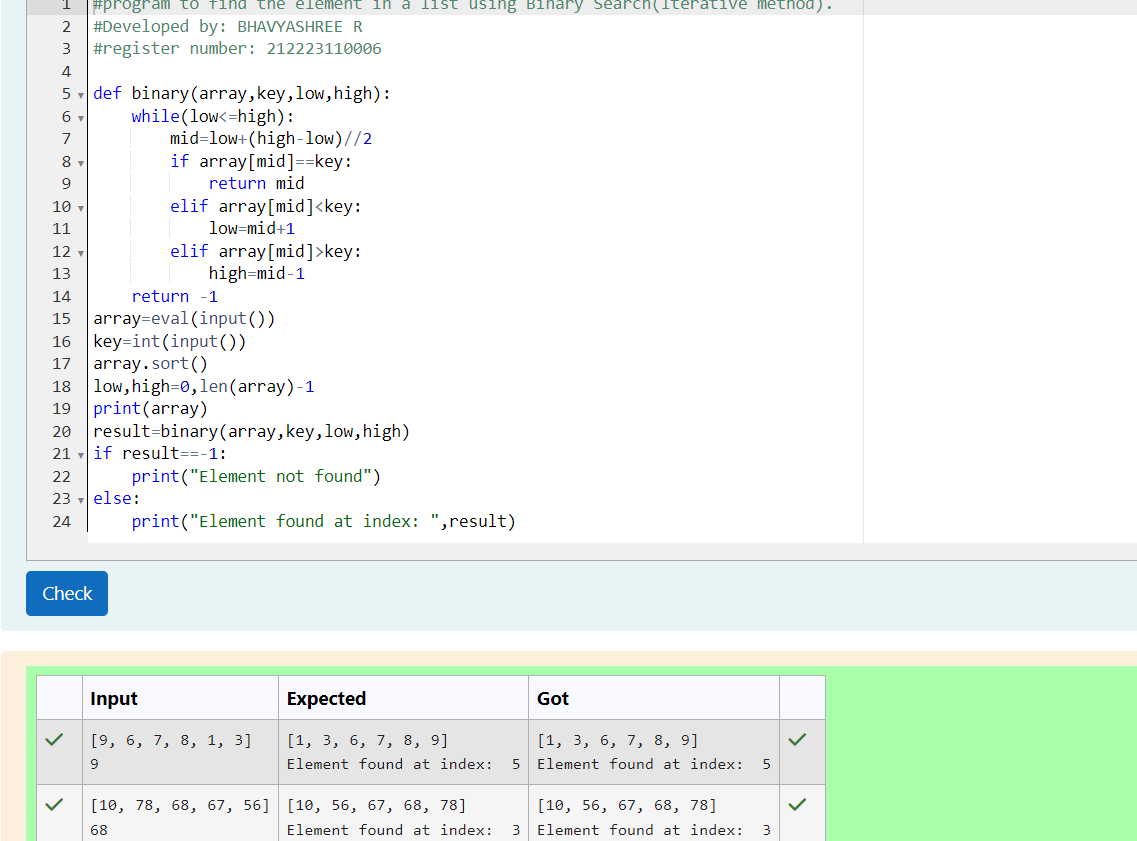 1 #program to find the element in a list using Binary Search(Iterative method).
2 #Developed by: BHAVYASHREE R
3 #register number: 212223110006
4
5 def binary(array,key,low,high):
6     while(low<=high):
7         mid=low+(high-low)//2
8         if array[mid]==key:
9             return mid
10         elif array[mid]<key:
11             low=mid+1
12         elif array[mid]>key:
13             high=mid-1
14     return -1
15 array=eval(input())
16 key=int(input())
17 array.sort()
18 low,high=0,len(array)-1
19 print(array)
20 result=binary(array,key,low,high)
21 if result==-1:
22     print("Element not found")
23 else:
24     print("Element found at index: ",result)
Check
Input Expected Got
[9, 6, 7, 8, 1, 3] [1, 3, 6, 7, 8, 9] [1, 3, 6, 7, 8, 9]
9 Element found at index:  5 Element found at index:  5
[10, 78, 68, 67, 56] [10, 56, 67, 68, 78] [10, 56, 67, 68, 78]
68 Element found at index:  3 Element found at index:  3